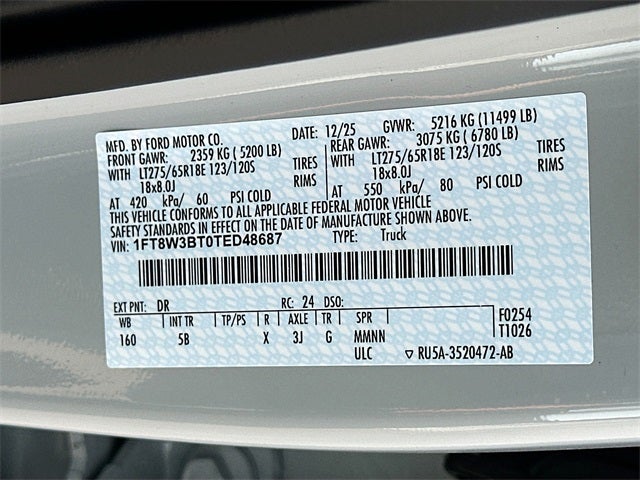 MFD. BY FORD MOTOR CO. DATE: 12/25 GVWR: 5216 KG (11499 LB)
FRONT GAWR: 2359 KG ( 5200 LB) REAR GAWR: 3075 KG ( 6780 LB)
WITH LT275/65R18E 123/120S TIRES WITH LT275/65R18E 123/120S TIRES
18x8.0J RIMS 18x8.0J RIMS
AT 420 kPa/ 60 PSI COLD AT 550 kPa/ 80 PSI COLD
THIS VEHICLE CONFORMS TO ALL APPLICABLE FEDERAL MOTOR VEHICLE
SAFETY STANDARDS IN EFFECT ON THE DATE OF MANUFACTURE SHOWN ABOVE.
VIN: 1FT8W3BT0TED48687 TYPE: Truck
EXT PNT: DR RC: 24 DSO:
WB INT TR TP/PS R AXLE TR SPR F0254
160 5B X 3J G MMNN T1026
ULC ▽ RU5A-3520472-AB